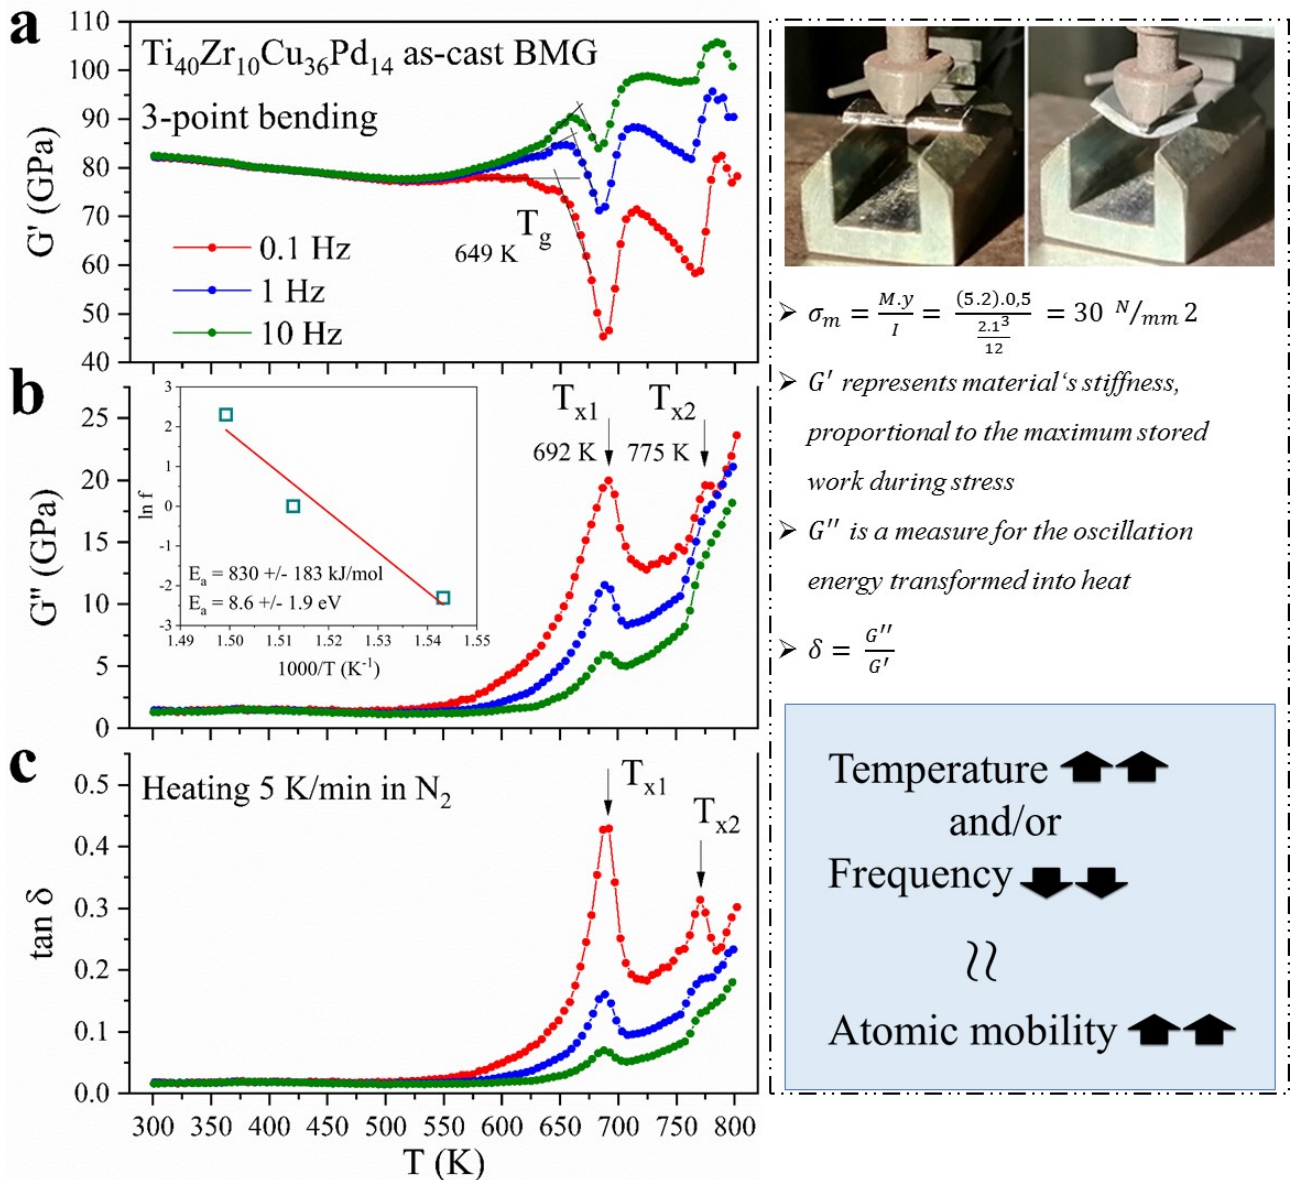 a
110
100
90
80
70
60
50
40
G' (GPa)
Ti40Zr10Cu36Pd14 as-cast BMG
3-point bending
Tg
649 K
0.1 Hz
1 Hz
10 Hz
b
25
20
15
10
5
0
G" (GPa)
3
2
1
0
-1
-2
-3
ln f
Ea = 830 +/- 183 kJ/mol
Ea = 8.6 +/- 1.9 eV
1.49 1.50 1.51 1.52 1.53 1.54 1.55
1000/T (K-1)
Tx1
692 K
Tx2
775 K
c
0.5
0.4
0.3
0.2
0.1
0.0
tan δ
Heating 5 K/min in N2
Tx1
Tx2
300 350 400 450 500 550 600 650 700 750 800
T (K)
➢ σm = M.y/I = (5.2).0,5 / (2.1³/12) = 30 N/mm 2
➢ G' represents material's stiffness,
proportional to the maximum stored
work during stress
➢ G'' is a measure for the oscillation
energy transformed into heat
➢ δ = G''/G'
Temperature ⬆⬆
and/or
Frequency ⬇⬇
≀≀
Atomic mobility ⬆⬆